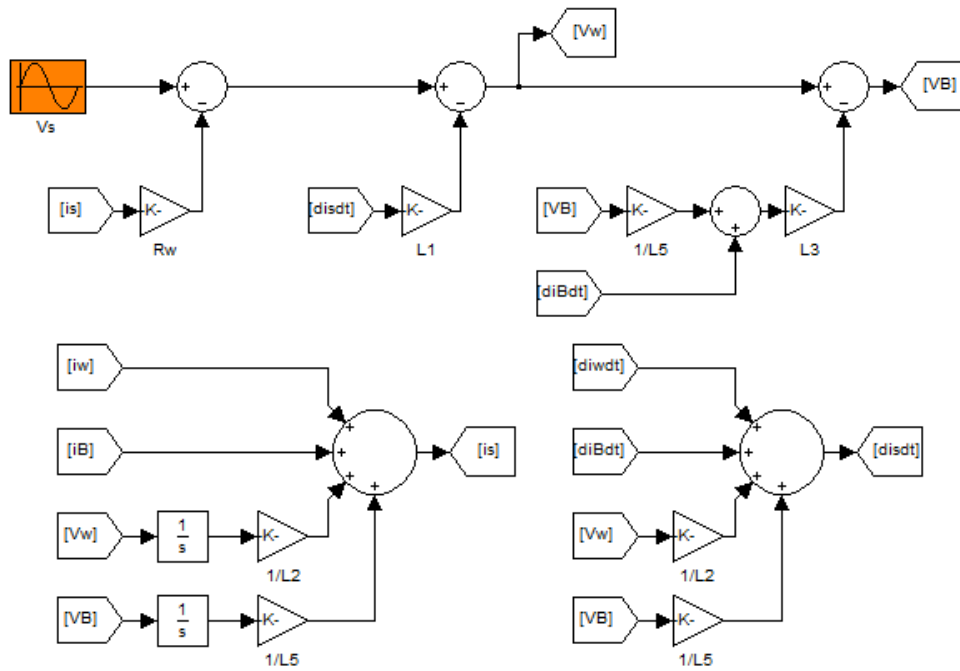 [Vw]
+
−
+
−
+
−
[VB]
Vs
[is]
K-
Rw
[disdt]
K-
L1
[VB]
K-
1/L5
+
+
K-
L3
[diBdt]
[iw]
[iB]
[Vw]
1
s
K-
1/L2
[VB]
1
s
K-
1/L5
+
+
+
+
[is]
[diwdt]
[diBdt]
[Vw]
K-
1/L2
[VB]
K-
1/L5
+
+
+
+
[disdt]